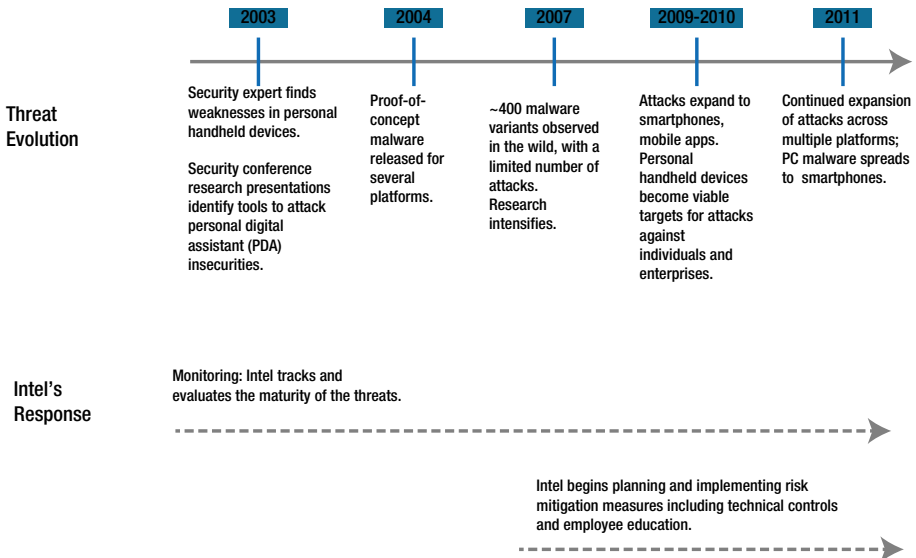 2003
2004
2007
2009-2010
2011
Threat
Evolution
Security expert finds
weaknesses in personal
handheld devices.
Security conference
research presentations
identify tools to attack
personal digital
assistant (PDA)
insecurities.
Proof-of-
concept
malware
released for
several
platforms.
~400 malware
variants observed
in the wild, with a
limited number of
attacks.
Research
intensifies.
Attacks expand to
smartphones,
mobile apps.
Personal
handheld devices
become viable
targets for attacks
against
individuals and
enterprises.
Continued expansion
of attacks across
multiple platforms;
PC malware spreads
to smartphones.
Intel's
Response
Monitoring: Intel tracks and
evaluates the maturity of the threats.
Intel begins planning and implementing risk
mitigation measures including technical controls
and employee education.